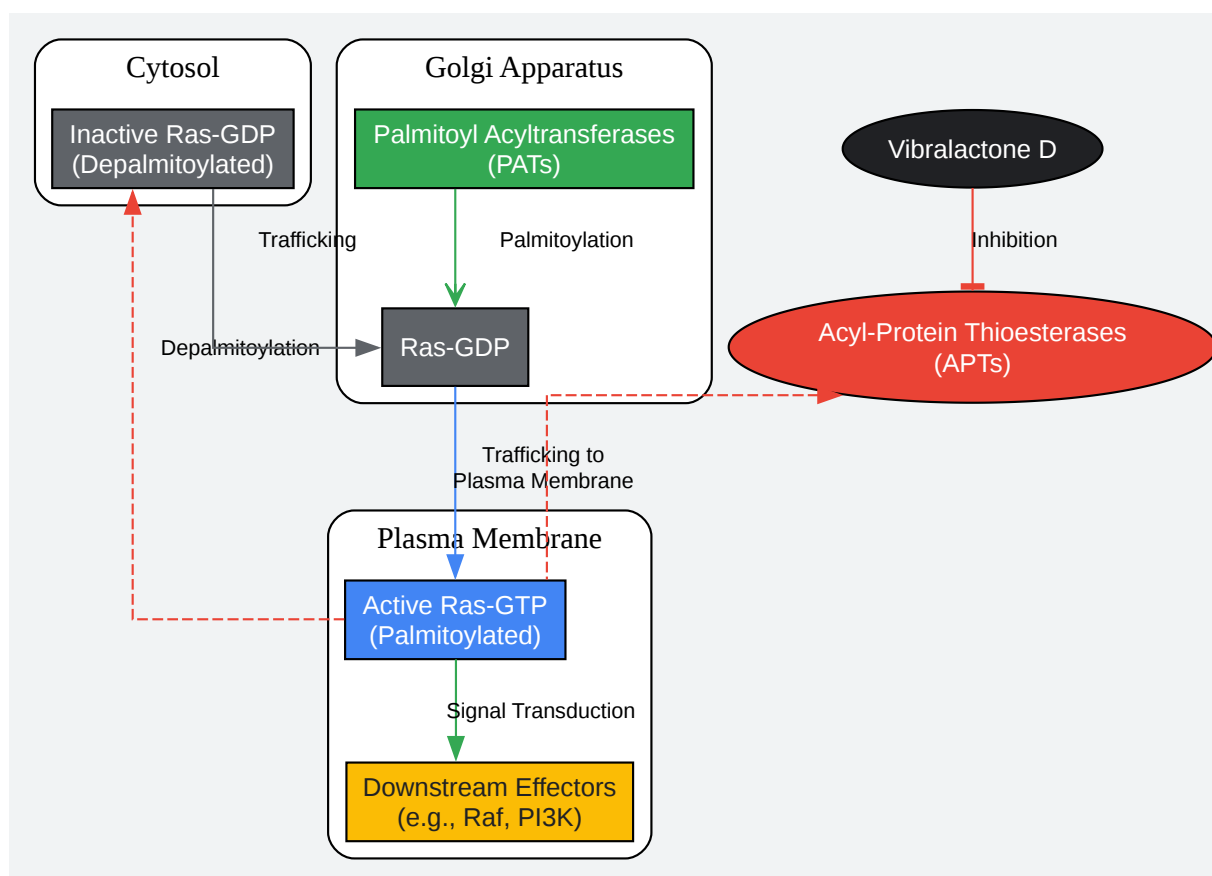 Cytosol
Golgi Apparatus
Inactive Ras-GDP
(Depalmitoylated)
Palmitoyl Acyltransferases
(PATs)
Vibralactone D
Trafficking
Palmitoylation
Inhibition
Depalmitoylation
Ras-GDP
Acyl-Protein Thioesterases
(APTs)
Trafficking to
Plasma Membrane
Plasma Membrane
Active Ras-GTP
(Palmitoylated)
Signal Transduction
Downstream Effectors
(e.g., Raf, PI3K)